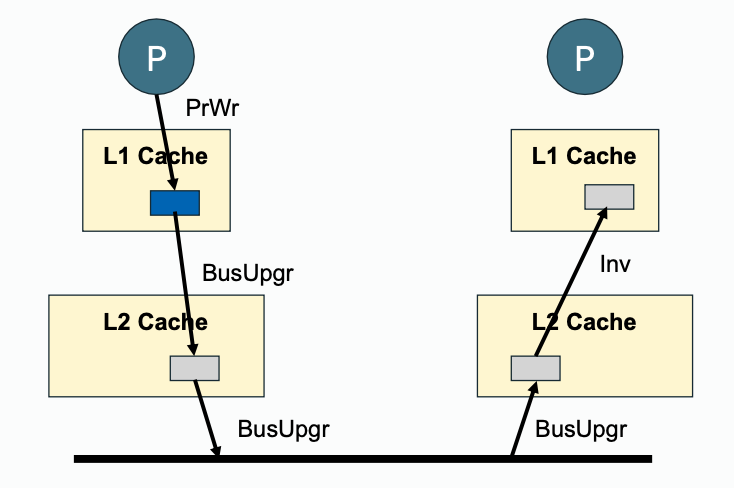 P
P
PrWr
L1 Cache
L1 Cache
BusUpgr
Inv
L2 Cache
L2 Cache
BusUpgr
BusUpgr